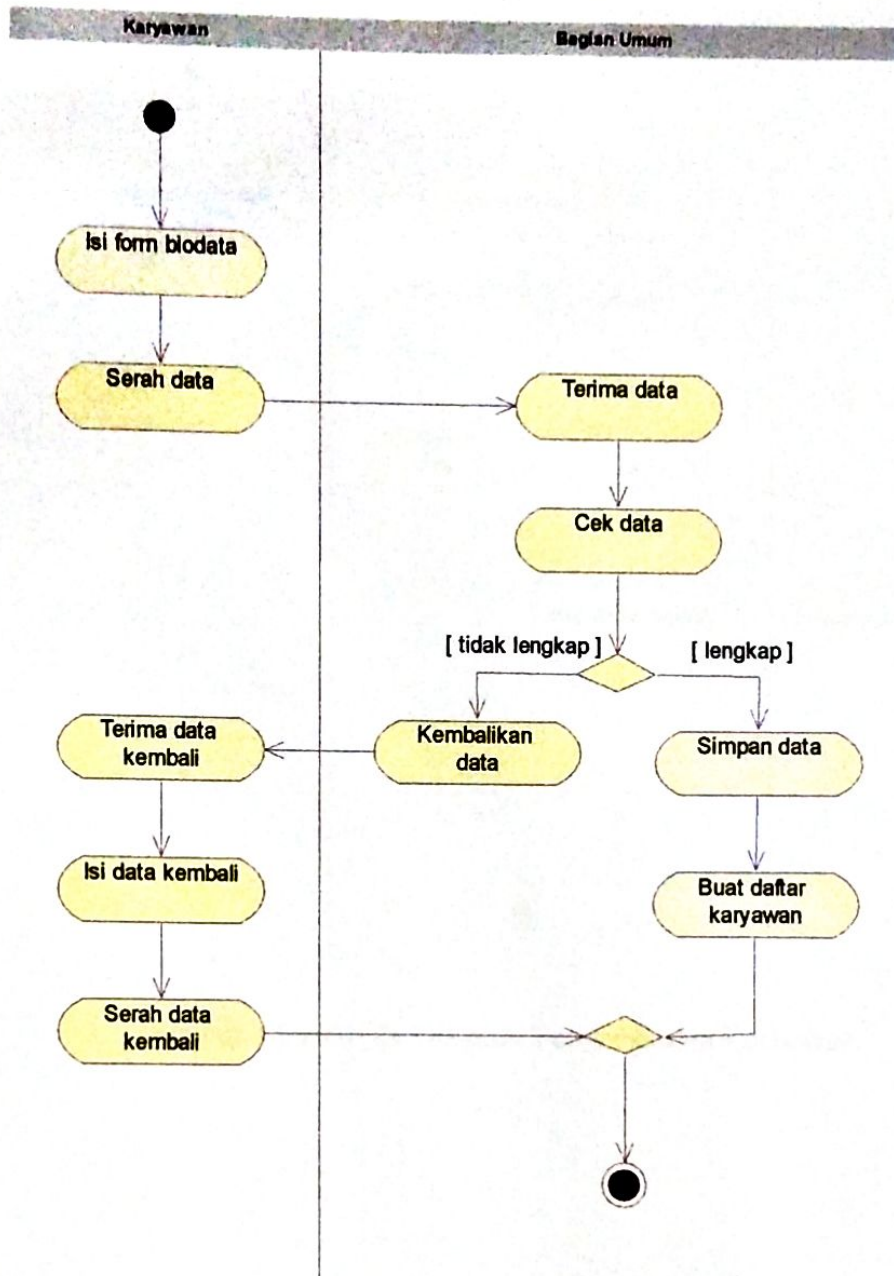 Karyawan
Bagian Umum
Isi form biodata
Serah data
Terima data
Cek data
[ tidak lengkap ]
[ lengkap ]
Terima data
kembali
Kembalikan
data
Simpan data
Isi data kembali
Buat daftar
karyawan
Serah data
kembali